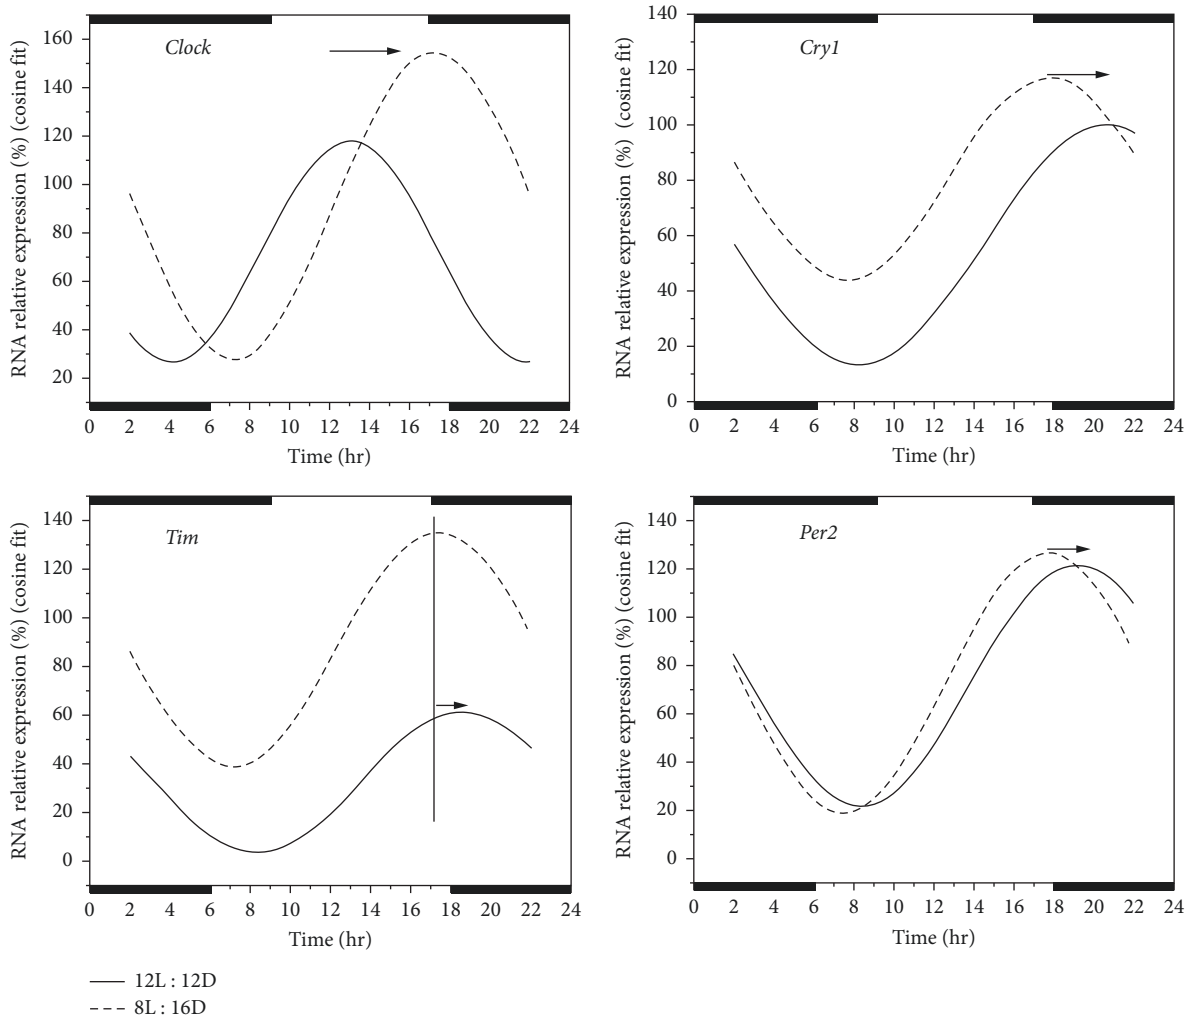 Clock
RNA relative expression (%) (cosine fit)
160
140
120
100
80
60
40
20
0 2 4 6 8 10 12 14 16 18 20 22 24
Time (hr)
Cry1
RNA relative expression (%) (cosine fit)
140
120
100
80
60
40
20
0
0 2 4 6 8 10 12 14 16 18 20 22 24
Time (hr)
Tim
RNA relative expression (%) (cosine fit)
140
120
100
80
60
40
20
0
0 2 4 6 8 10 12 14 16 18 20 22 24
Time (hr)
Per2
RNA relative expression (%) (cosine fit)
140
120
100
80
60
40
20
0
0 2 4 6 8 10 12 14 16 18 20 22 24
Time (hr)
12L : 12D
8L : 16D